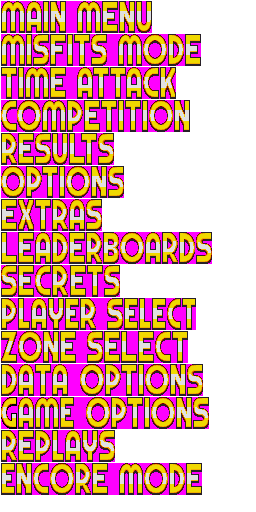 MAIN MENU
MISFITS MODE
TIME ATTACK
COMPETITION
RESULTS
OPTIONS
EXTRAS
LEADERBOARDS
SECRETS
PLAYER SELECT
ZONE SELECT
DATA OPTIONS
GAME OPTIONS
REPLAYS
ENCORE MODE